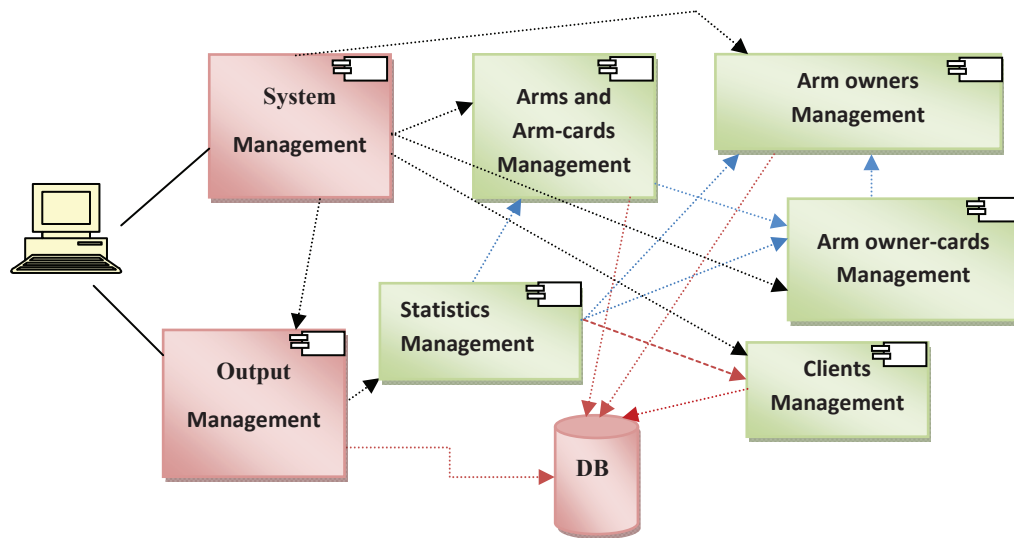 System
Management
Arms and
Arm-cards
Management
Arm owners
Management
Arm owner-cards
Management
Statistics
Management
Output
Management
Clients
Management
DB